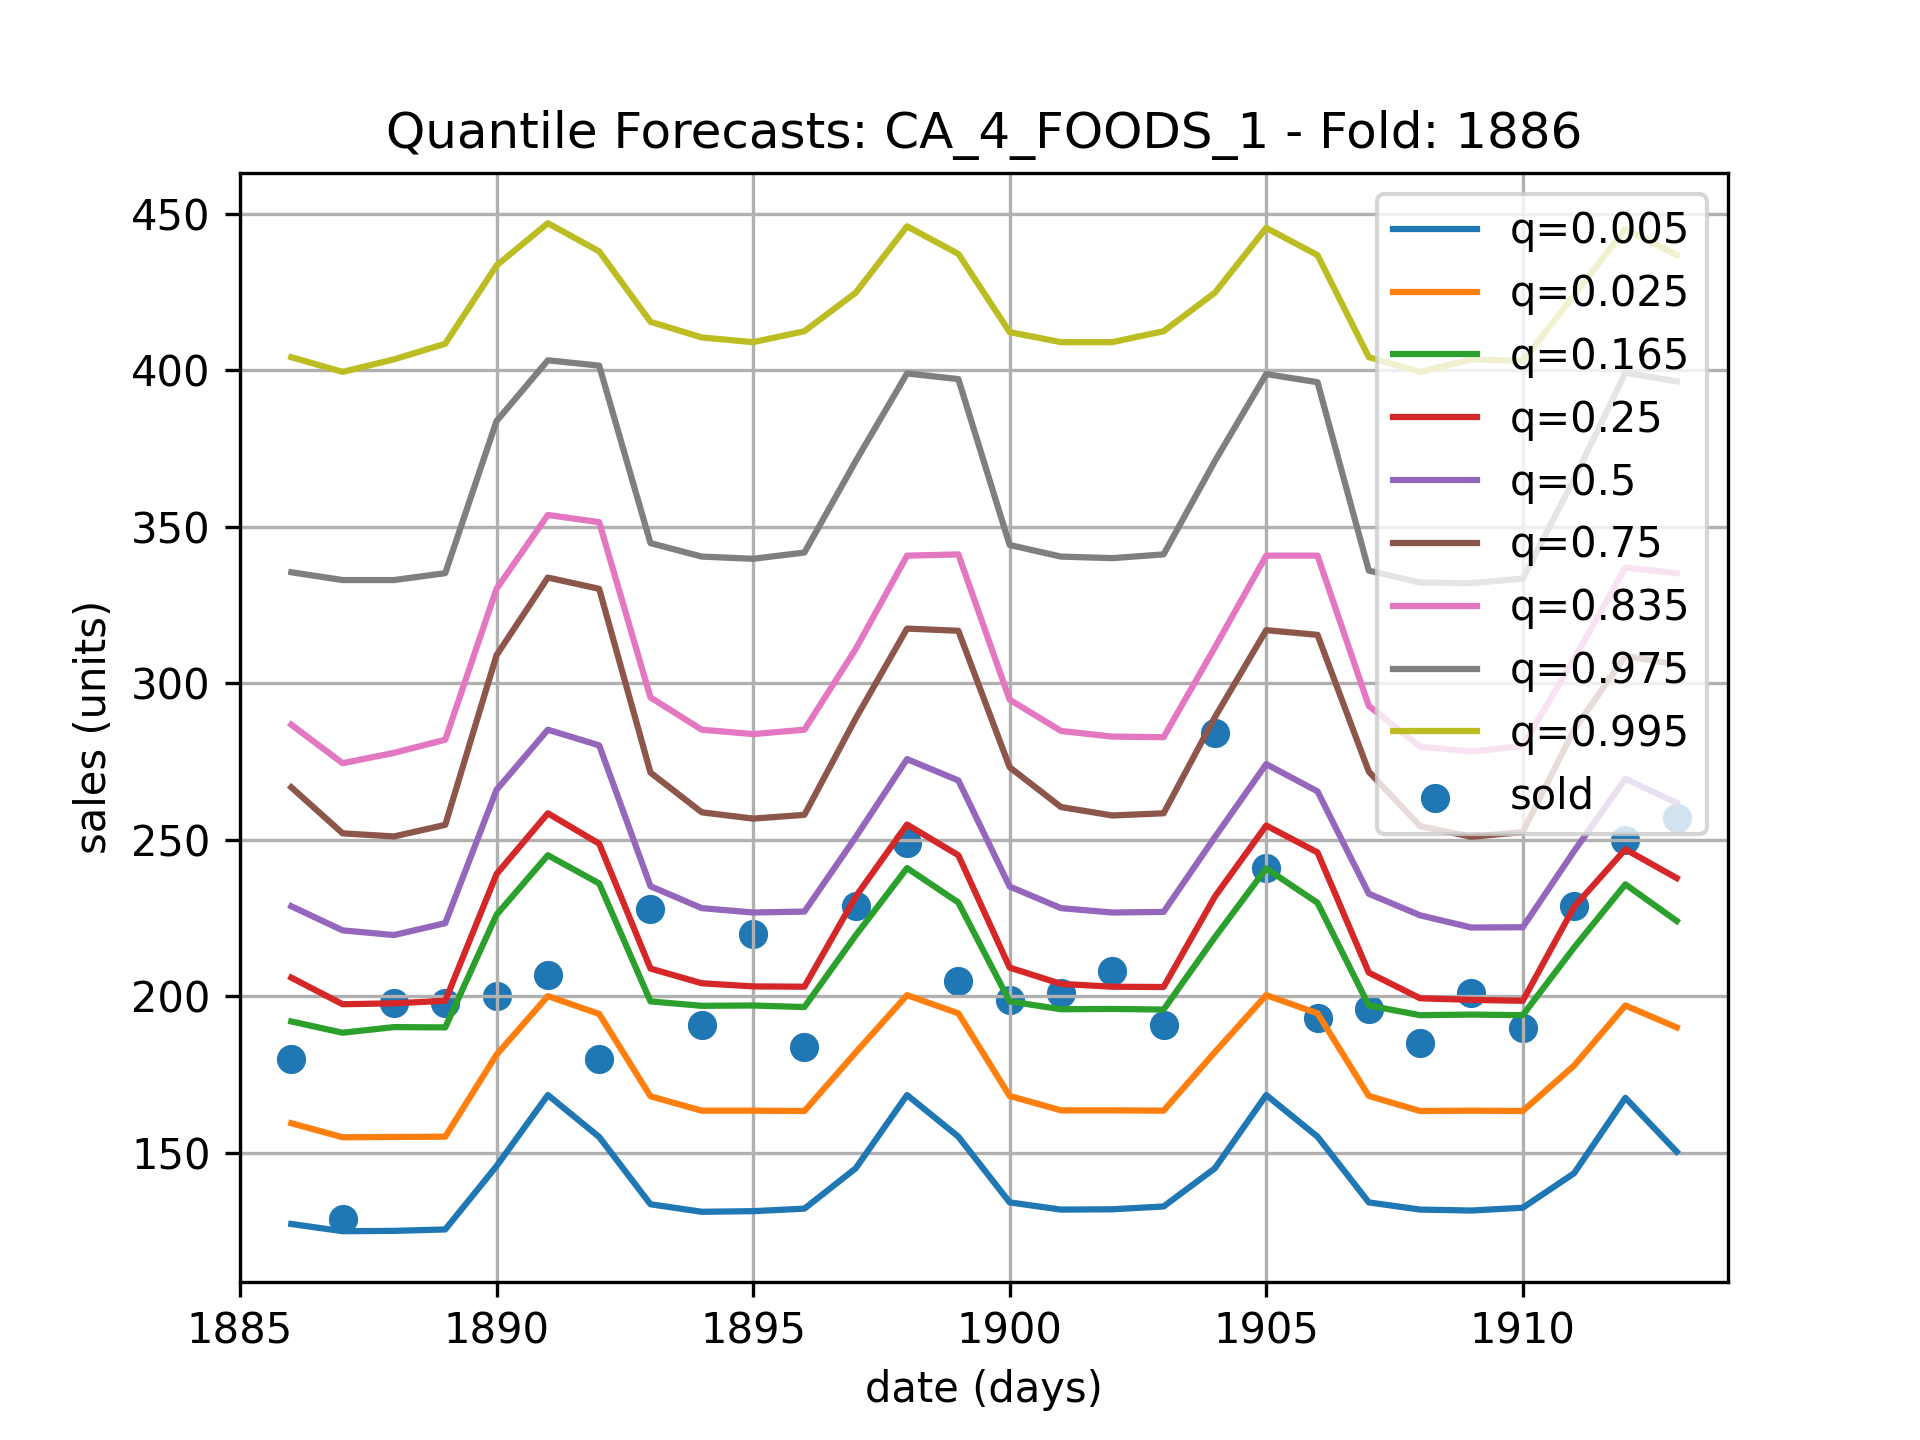 Quantile Forecasts: CA_4_FOODS_1 - Fold: 1886
450
400
350
300
250
200
150
sales (units)
q=0.005
q=0.025
q=0.165
q=0.25
q=0.5
q=0.75
q=0.835
q=0.975
q=0.995
sold
1885 1890 1895 1900 1905 1910
date (days)